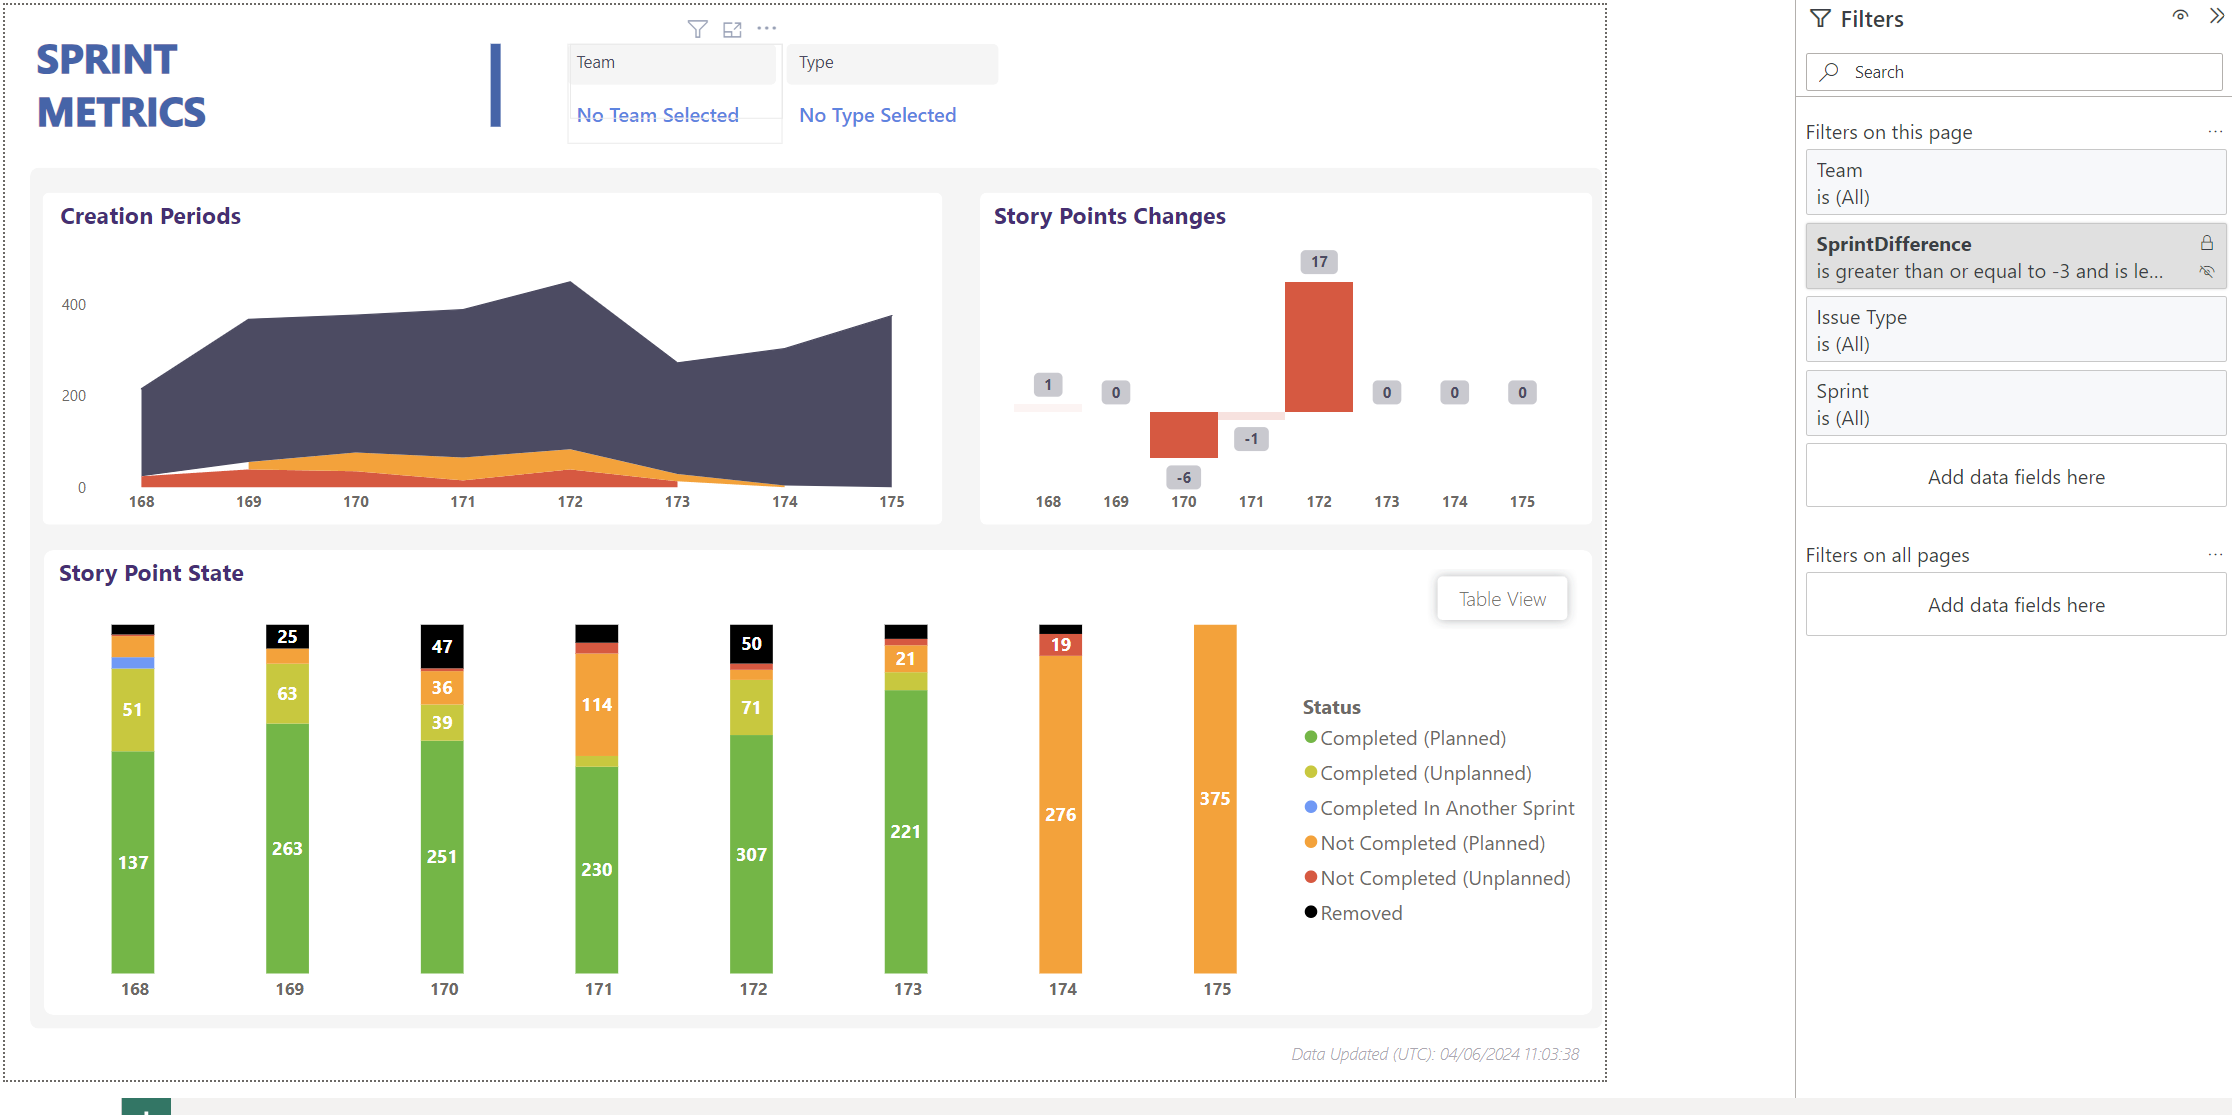 SPRINT
METRICS
Team
No Team Selected
Type
No Type Selected
Creation Periods
400
200
0
168 169 170 171 172 173 174 175
Story Points Changes
17
1 0 0 0 0
-1
-6
168 169 170 171 172 173 174 175
Story Point State
Table View
25 47 50 21 19
51 63 36 114 71
39
137 263 251 230 307 221 276 375
168 169 170 171 172 173 174 175
Status
Completed (Planned)
Completed (Unplanned)
Completed In Another Sprint
Not Completed (Planned)
Not Completed (Unplanned)
Removed
Data Updated (UTC): 04/06/2024 11:03:38
Filters
Search
Filters on this page
Team
is (All)
SprintDifference
is greater than or equal to -3 and is le...
Issue Type
is (All)
Sprint
is (All)
Add data fields here
Filters on all pages
Add data fields here